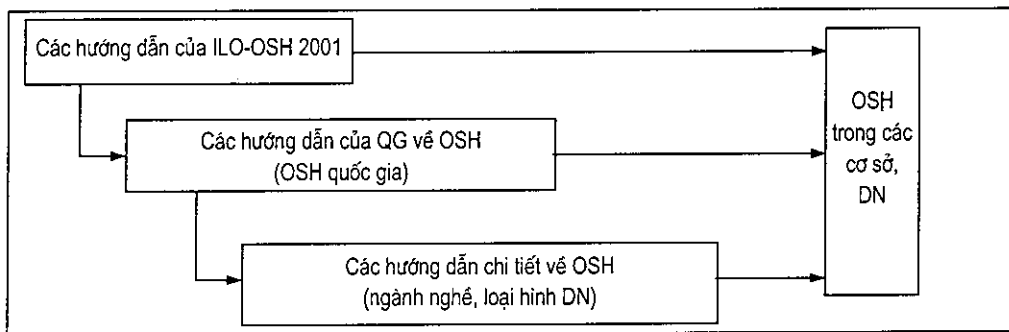 Các hướng dẫn của ILO-OSH 2001
Các hướng dẫn của QG về OSH
(OSH quốc gia)
Các hướng dẫn chi tiết về OSH
(ngành nghề, loại hình DN)
OSH
trong các
cơ sở,
DN